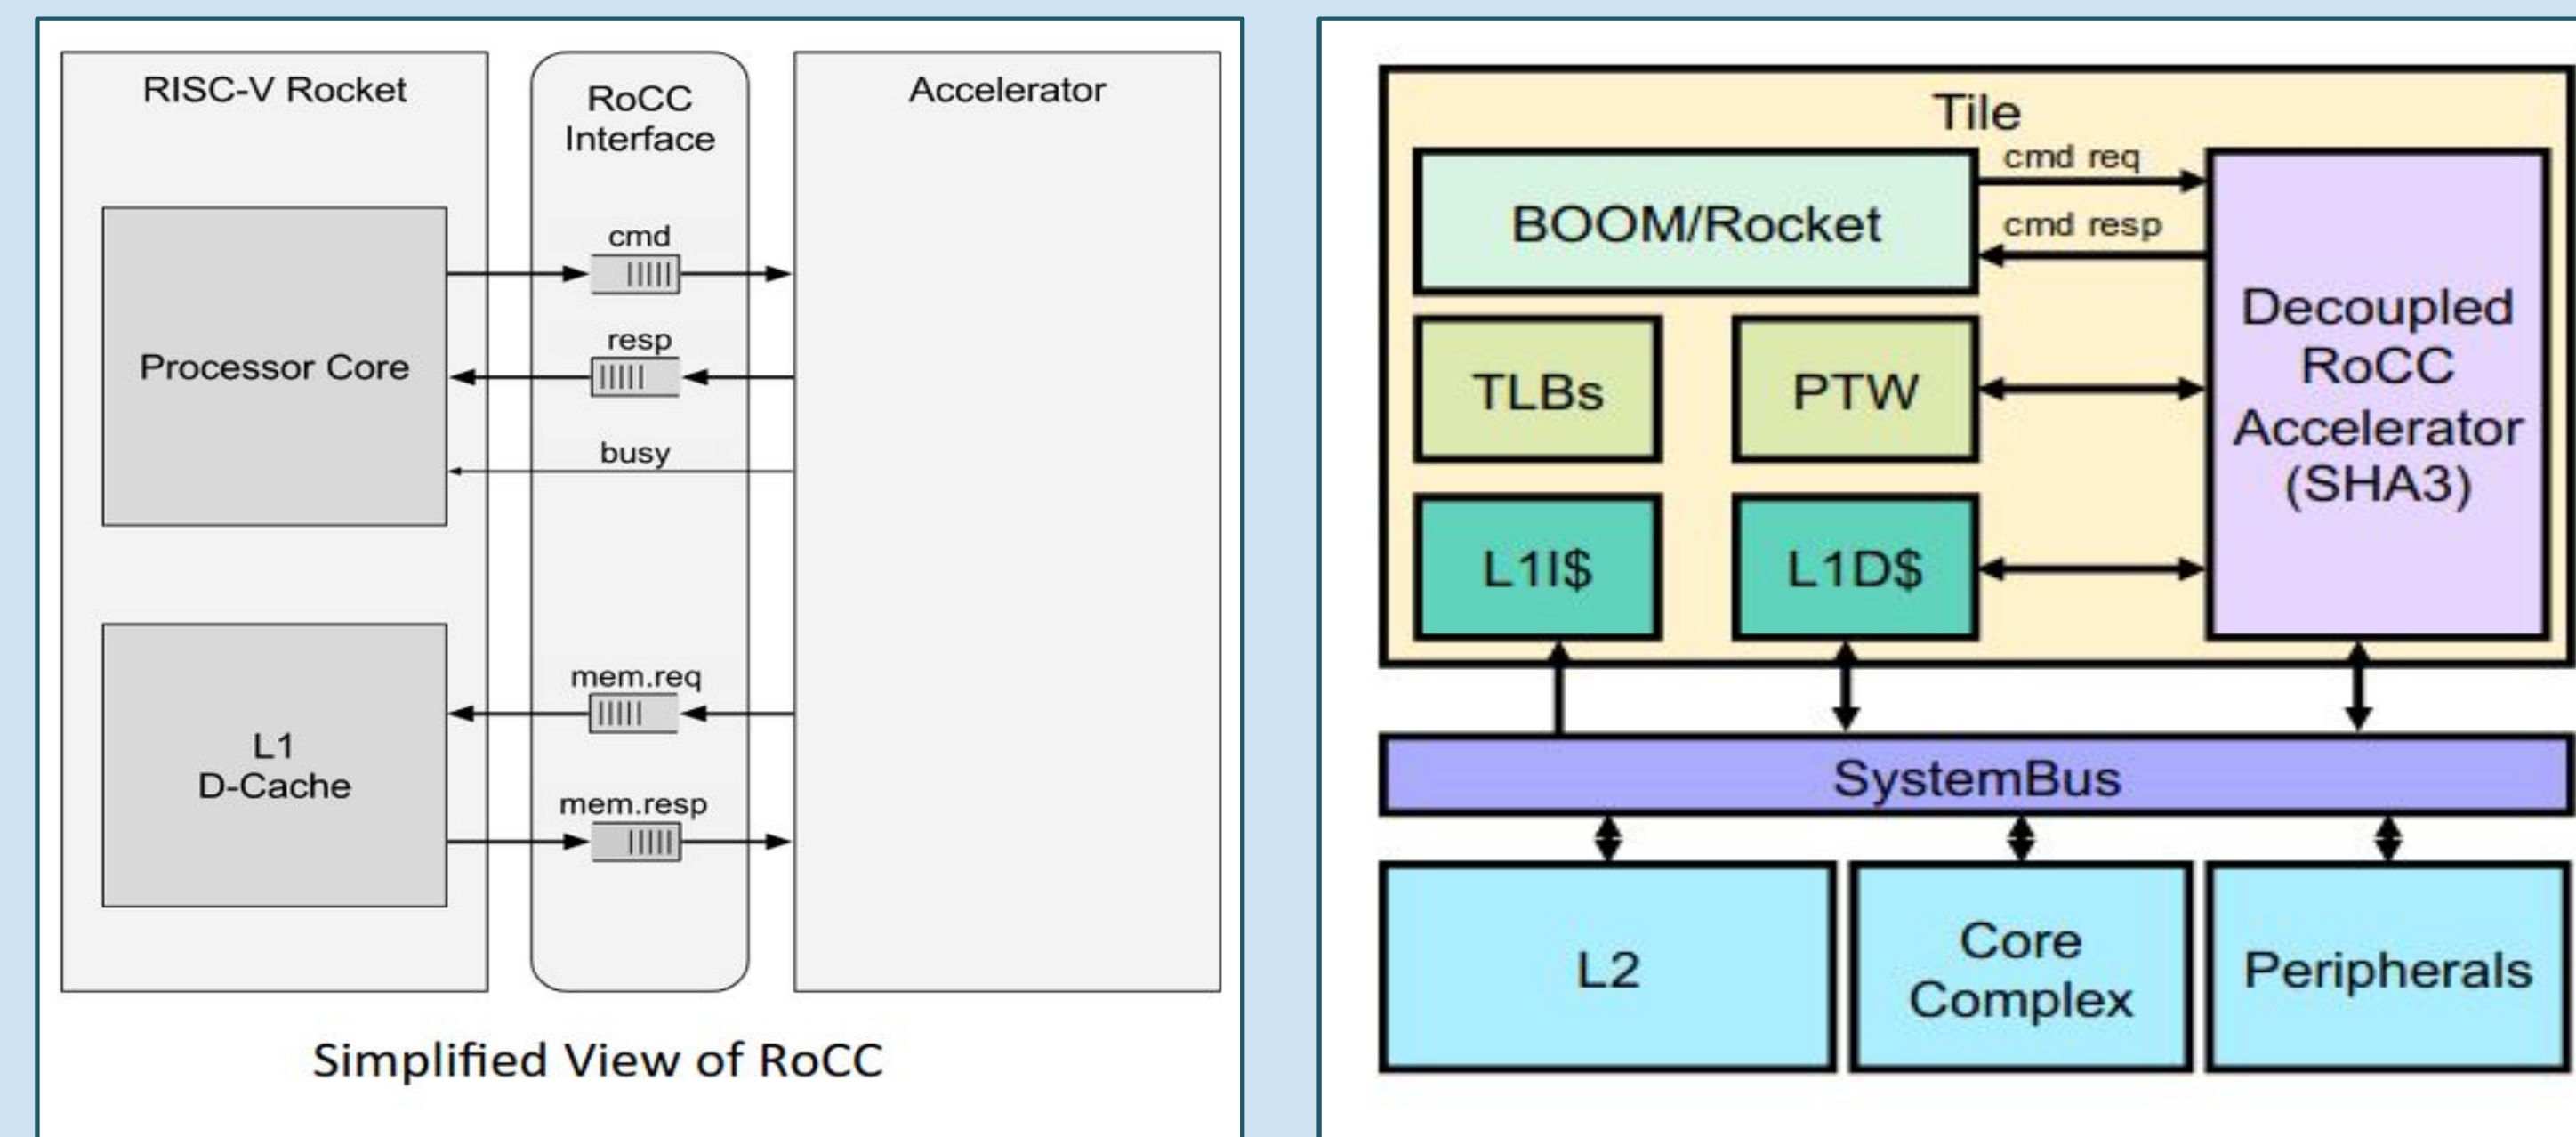 RISC-V Rocket
RoCC
Interface
Accelerator
cmd
resp
Processor Core
busy
mem.req
L1
D-Cache
mem.resp
Simplified View of RoCC
Tile
cmd req
BOOM/Rocket
cmd resp
Decoupled
RoCC
Accelerator
(SHA3)
TLBs
PTW
L1I$
L1D$
SystemBus
L2
Core
Complex
Peripherals